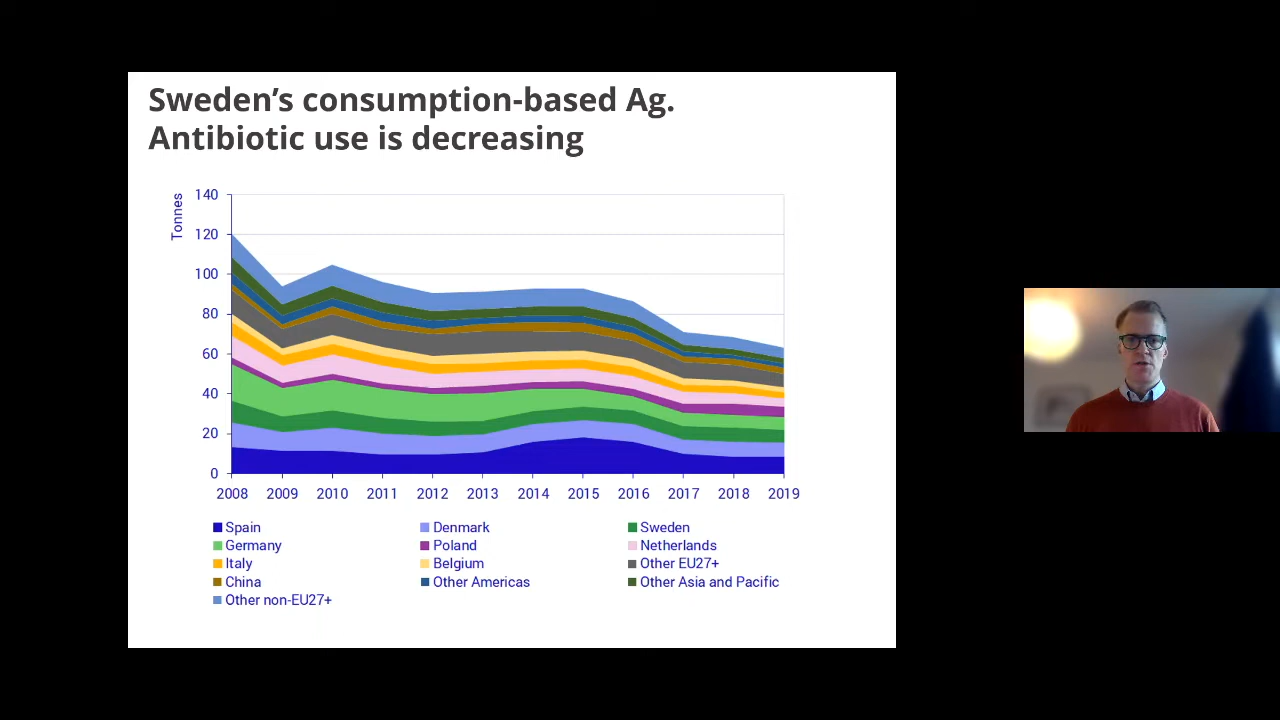 Sweden’s consumption-based Ag.
Antibiotic use is decreasing
Tonnes
140
120
100
80
60
40
20
0
2008 2009 2010 2011 2012 2013 2014 2015 2016 2017 2018 2019
Spain Denmark Sweden
Germany Poland Netherlands
Italy Belgium Other EU27+
China Other Americas Other Asia and Pacific
Other non-EU27+